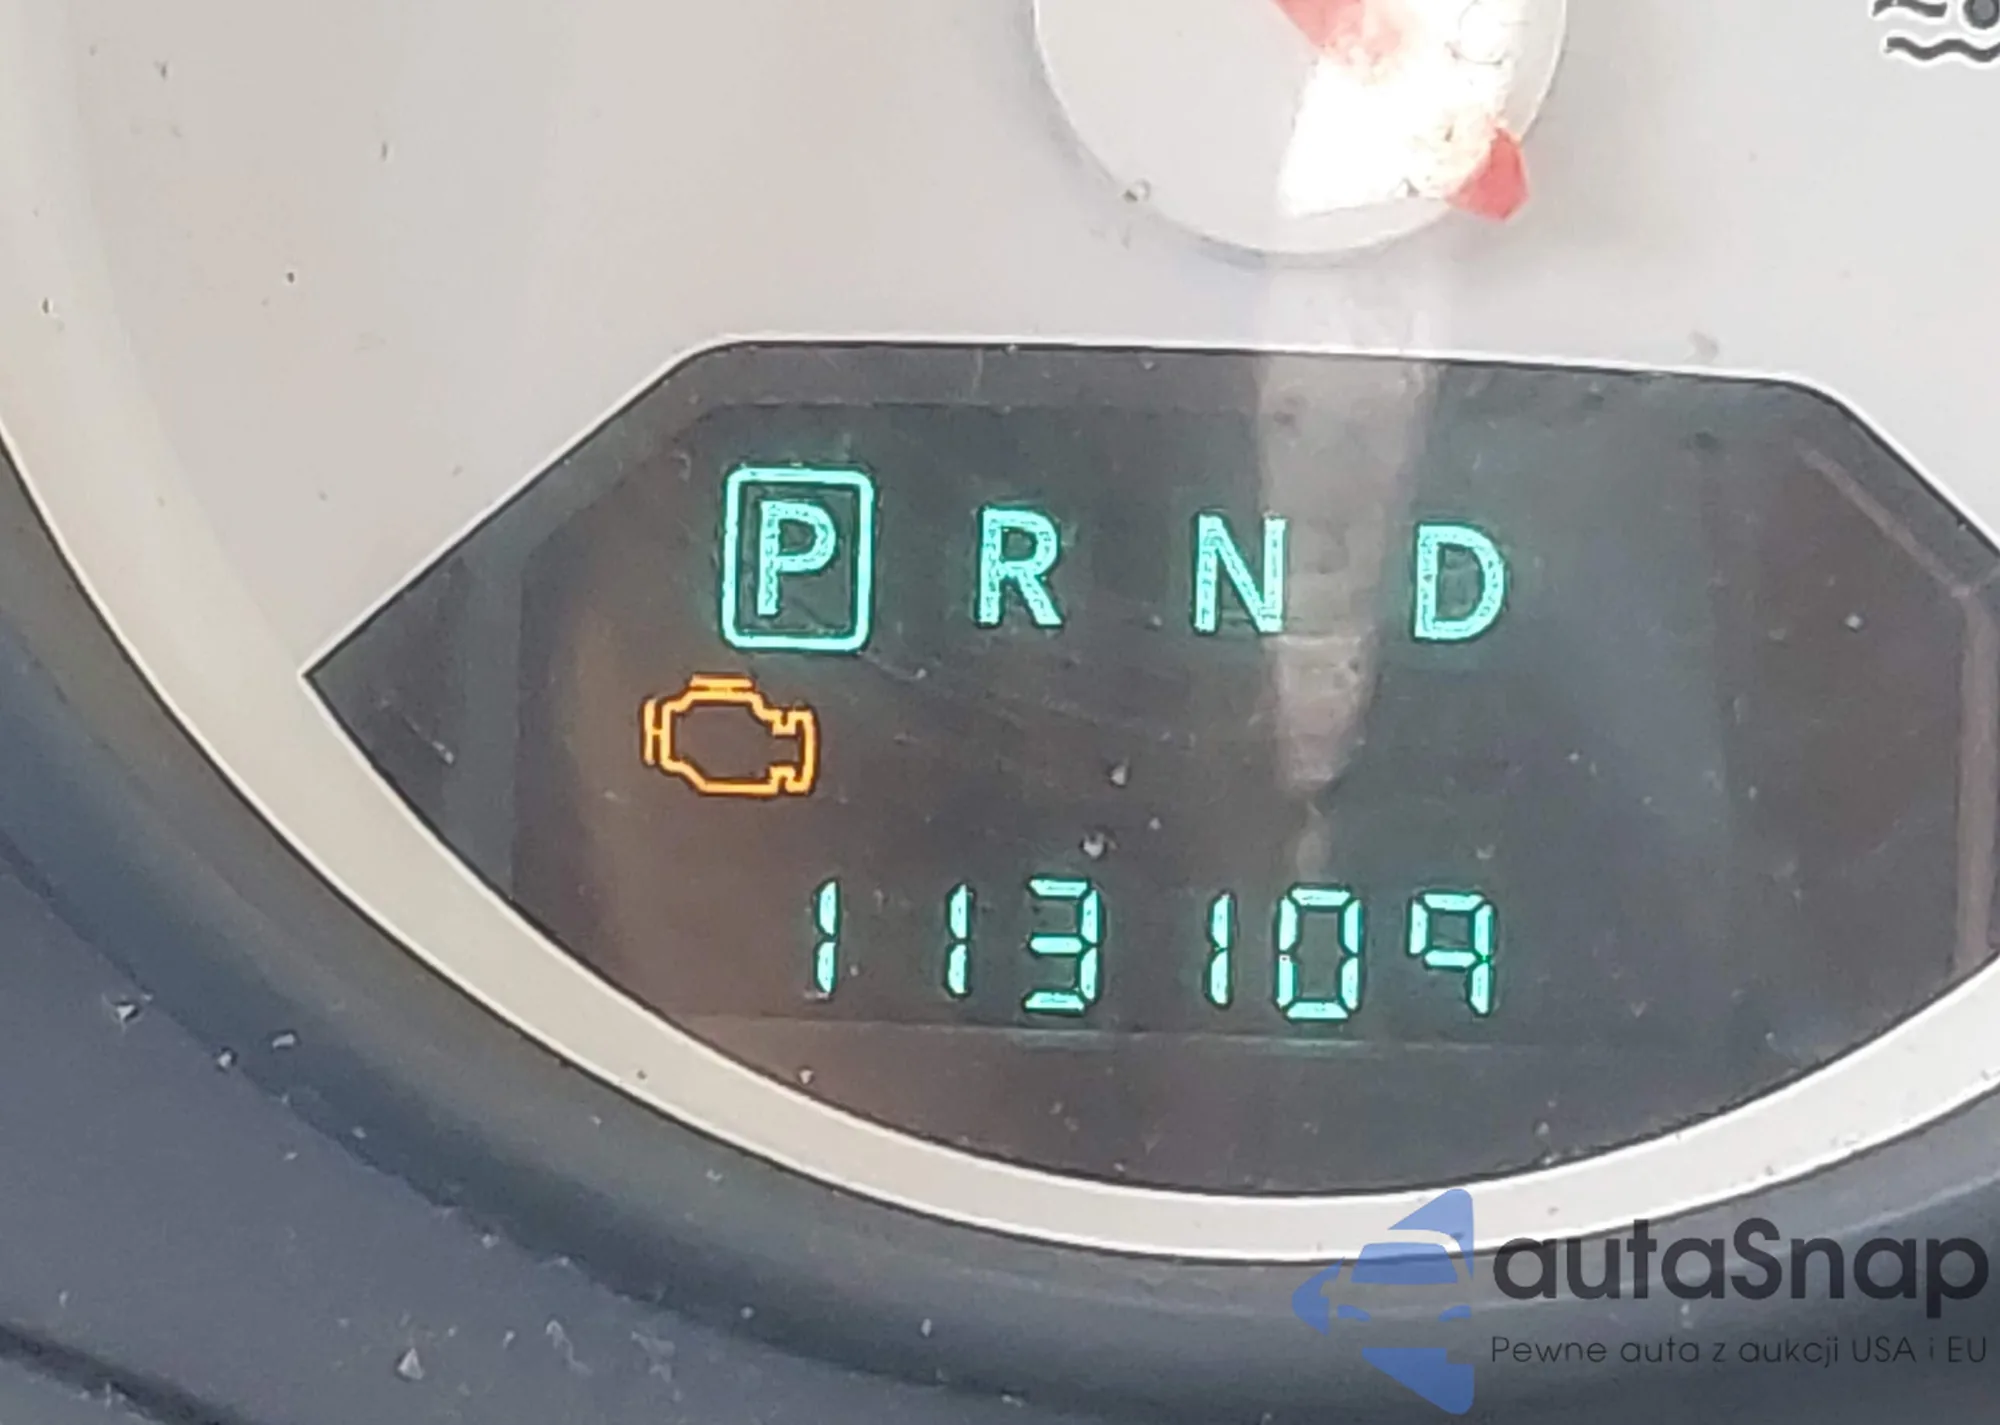 P R N D
113109
autaSnap
Pewne auta z aukcji USA i EU